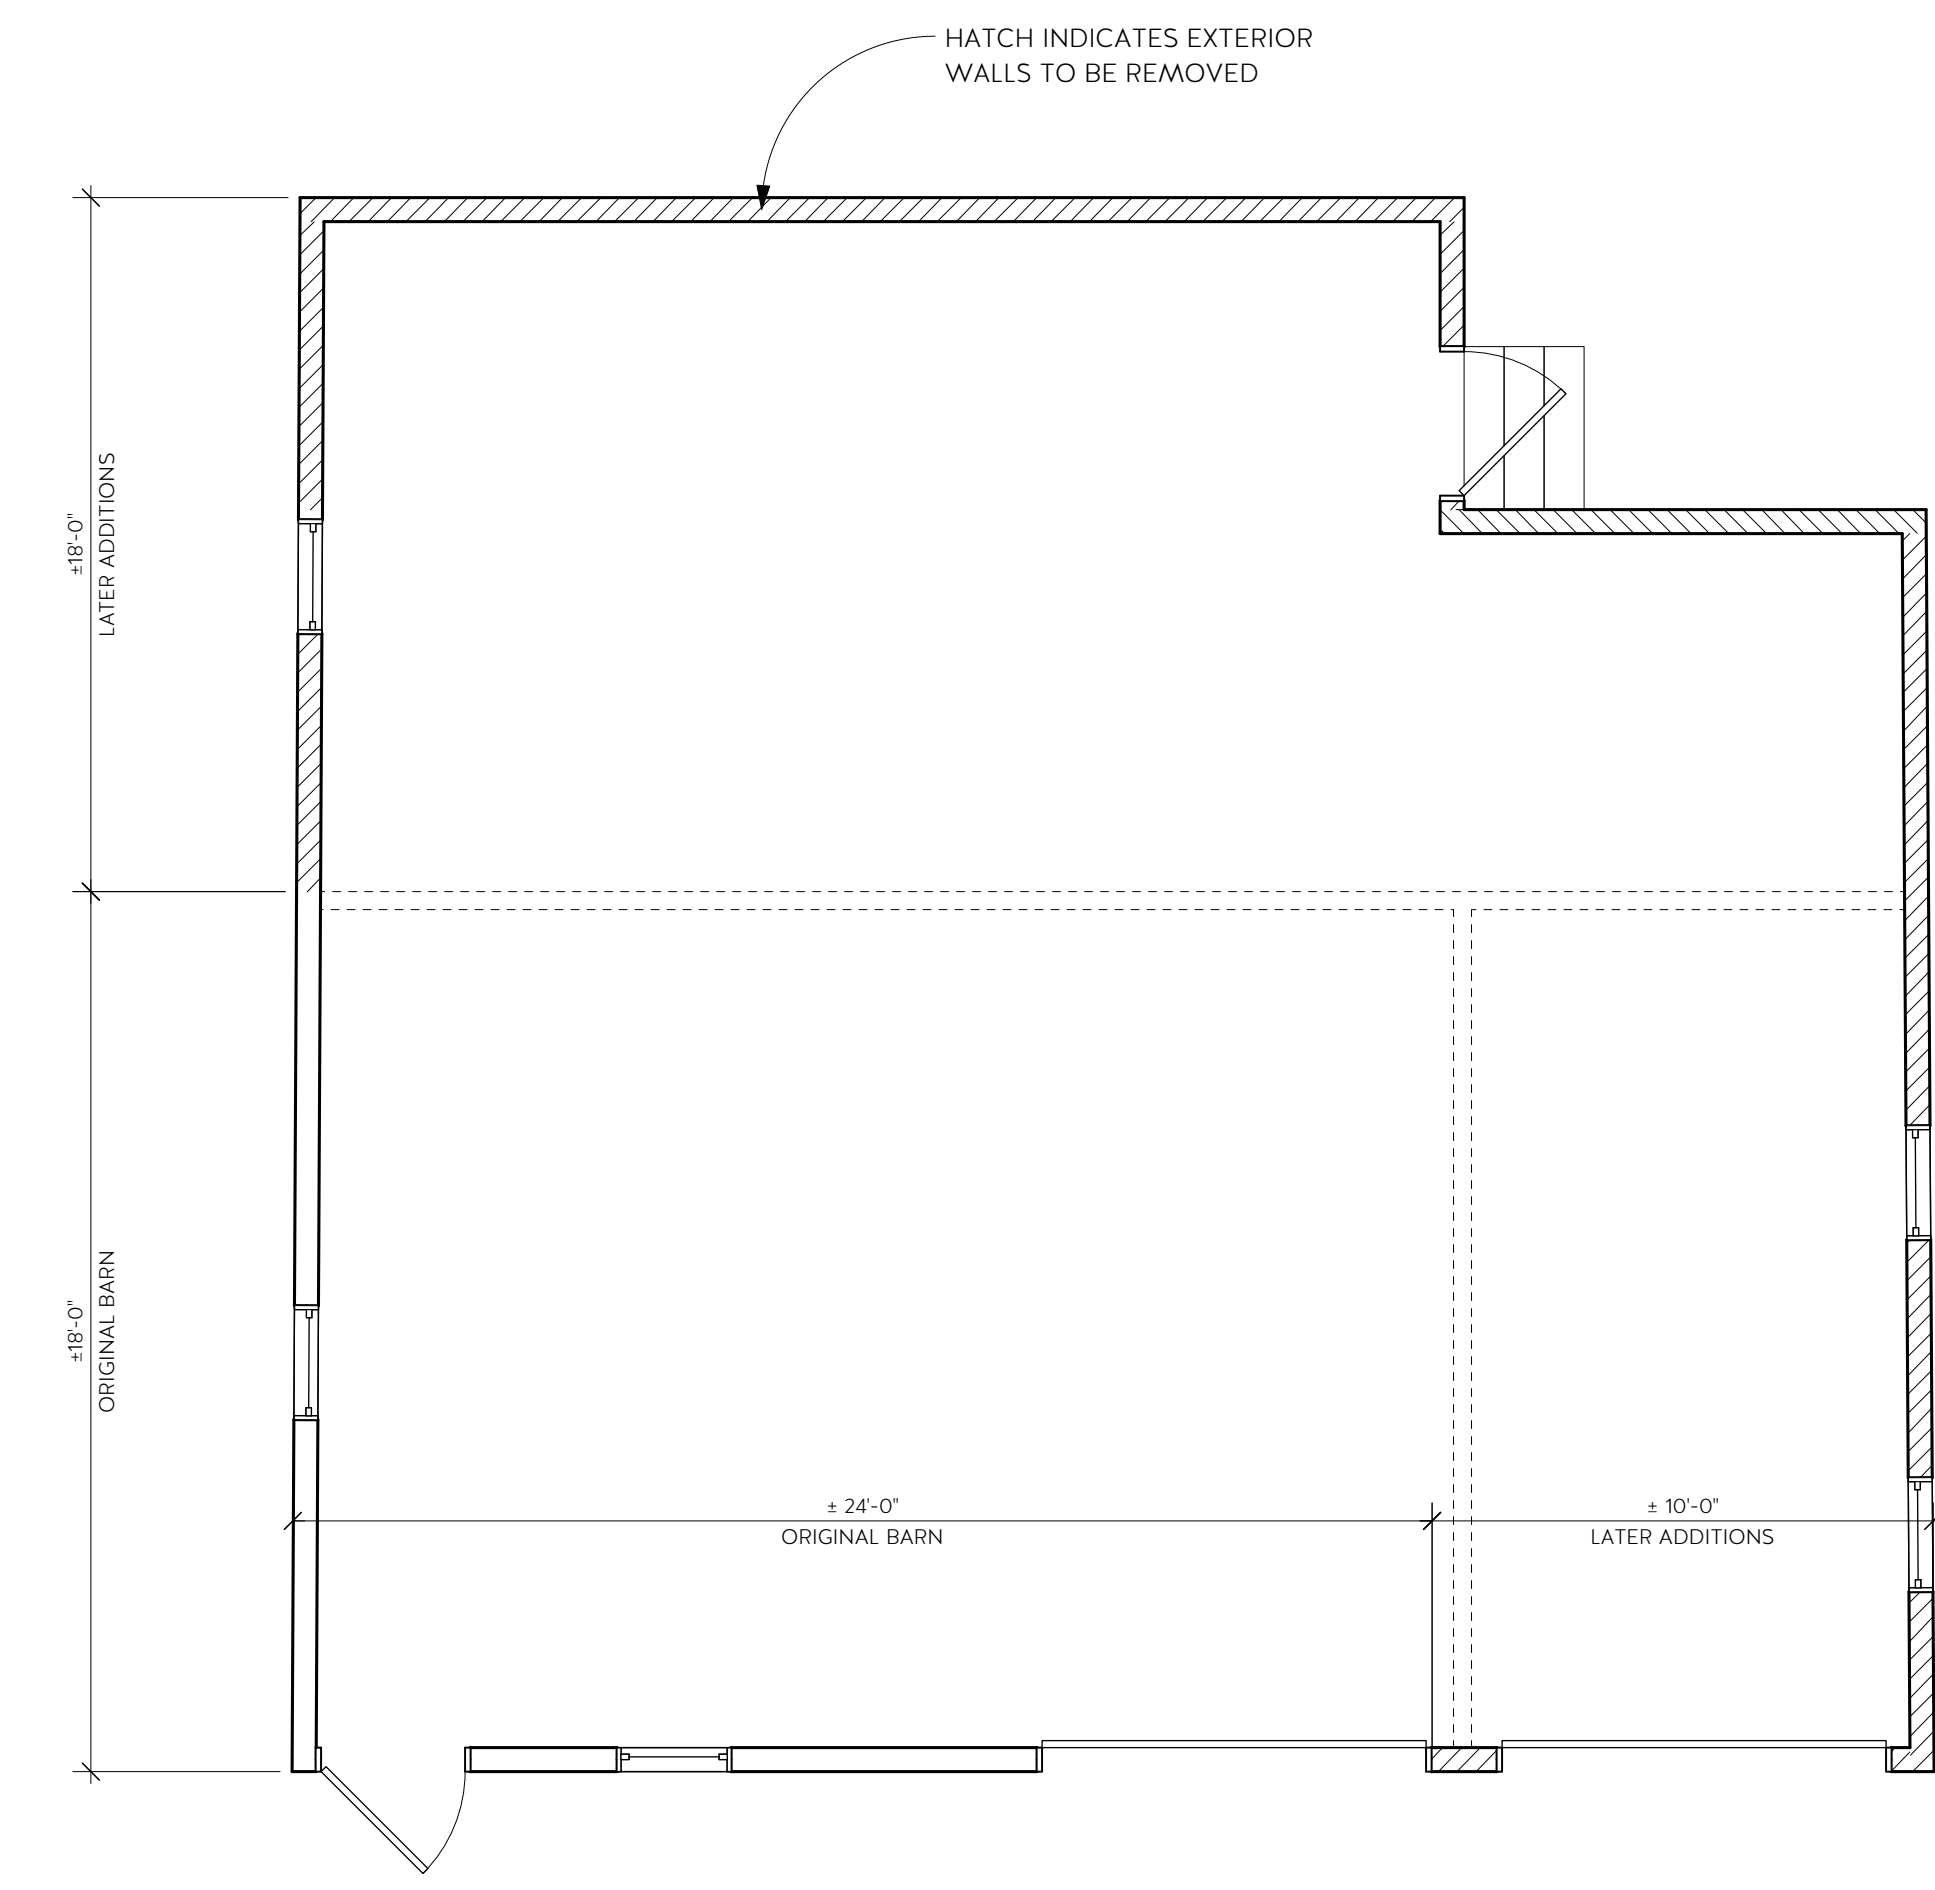 HATCH INDICATES EXTERIOR
WALLS TO BE REMOVED
±18'-0"
LATER ADDITIONS
±18'-0"
ORIGINAL BARN
± 24'-0"
ORIGINAL BARN
± 10'-0"
LATER ADDITIONS